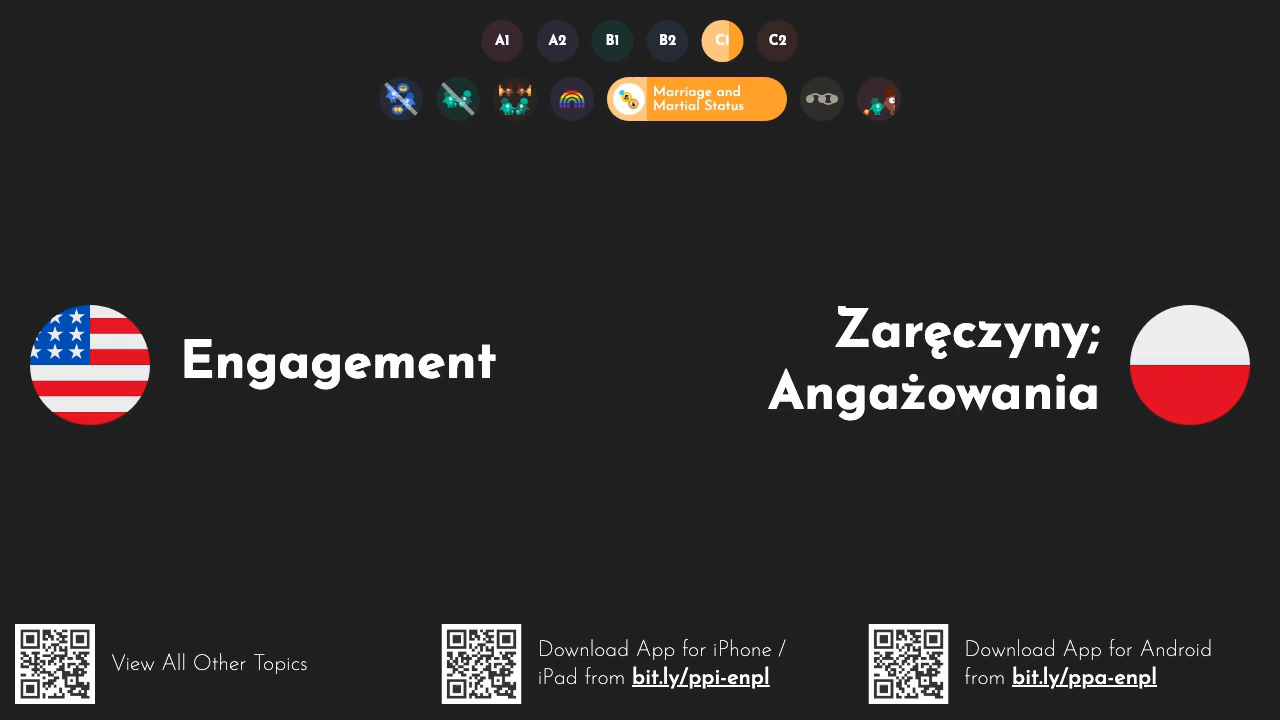 A1 A2 B1 B2 C1 C2
Marriage and
Martial Status
Engagement
Zaręczyny;
Angażowania
View All Other Topics
Download App for iPhone /
iPad from bit.ly/ppi-enpl
Download App for Android
from bit.ly/ppa-enpl